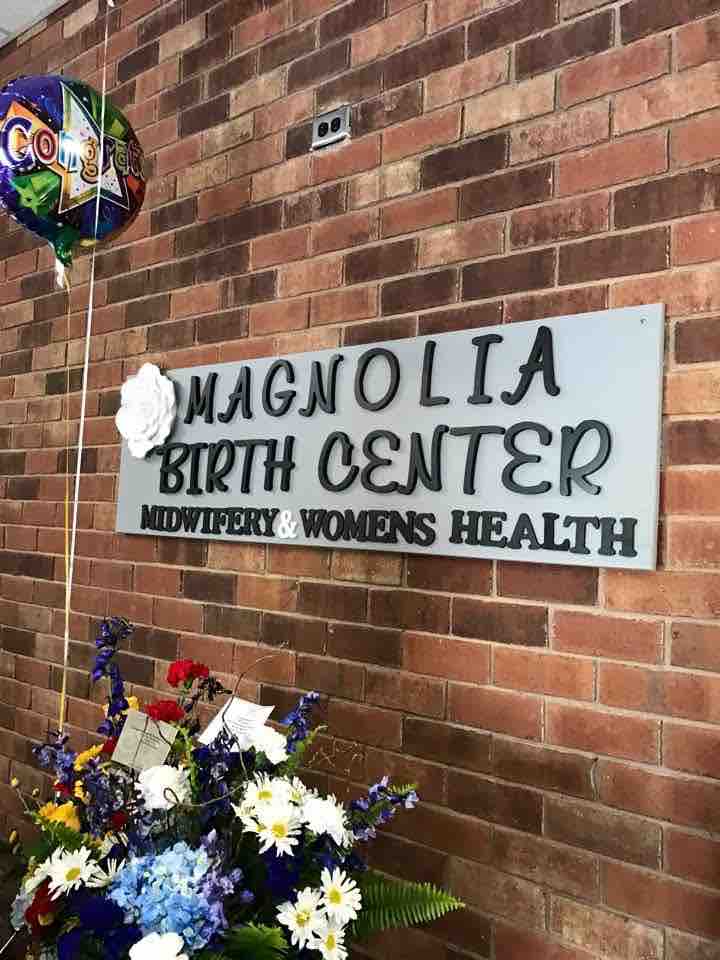 Congrats
MAGNOLIA
BIRTH CENTER
MIDWIFERY & WOMENS HEALTH